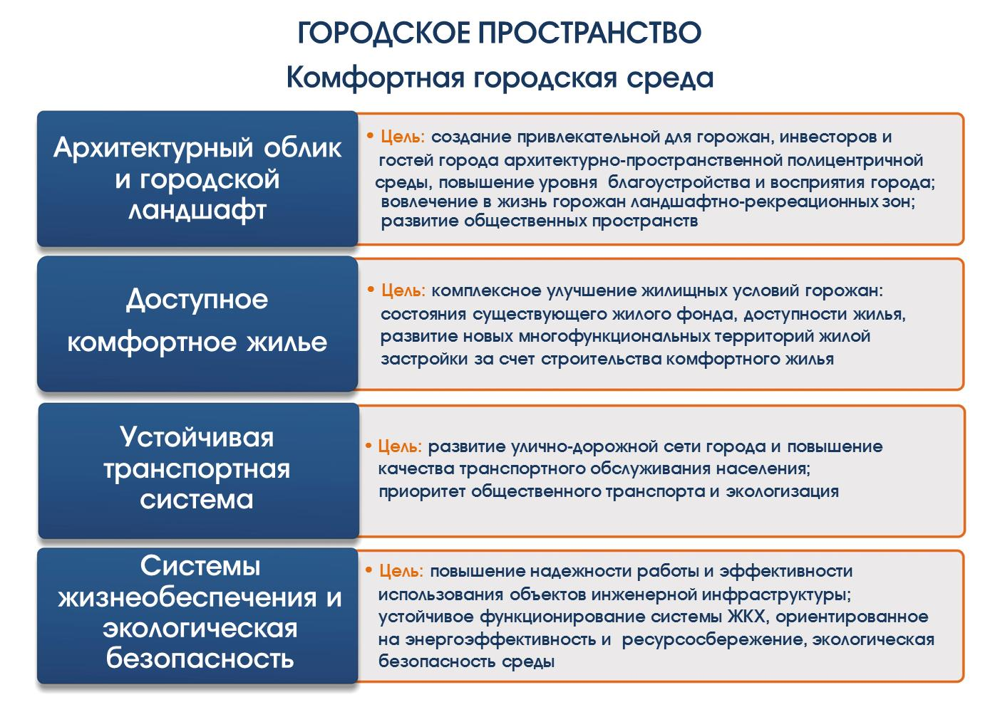 ГОРОДСКОЕ ПРОСТРАНСТВО
Комфортная городская среда
Архитектурный облик
и городской
ландшафт
• Цель: создание привлекательной для горожан, инвесторов и
гостей города архитектурно-пространственной полицентричной
среды, повышение уровня благоустройства и восприятия города;
вовлечение в жизнь горожан ландшафтно-рекреационных зон;
развитие общественных пространств
Доступное
комфортное жилье
• Цель: комплексное улучшение жилищных условий горожан:
состояния существующего жилого фонда, доступности жилья,
развитие новых многофункциональных территорий жилой
застройки за счет строительства комфортного жилья
Устойчивая
транспортная
система
• Цель: развитие улично-дорожной сети города и повышение
качества транспортного обслуживания населения;
приоритет общественного транспорта и экологизация
Системы
жизнеобеспечения и
экологическая
безопасность
• Цель: повышение надежности работы и эффективности
использования объектов инженерной инфраструктуры;
устойчивое функционирование системы ЖКХ, ориентированное
на энергоэффективность и ресурсосбережение, экологическая
безопасность среды